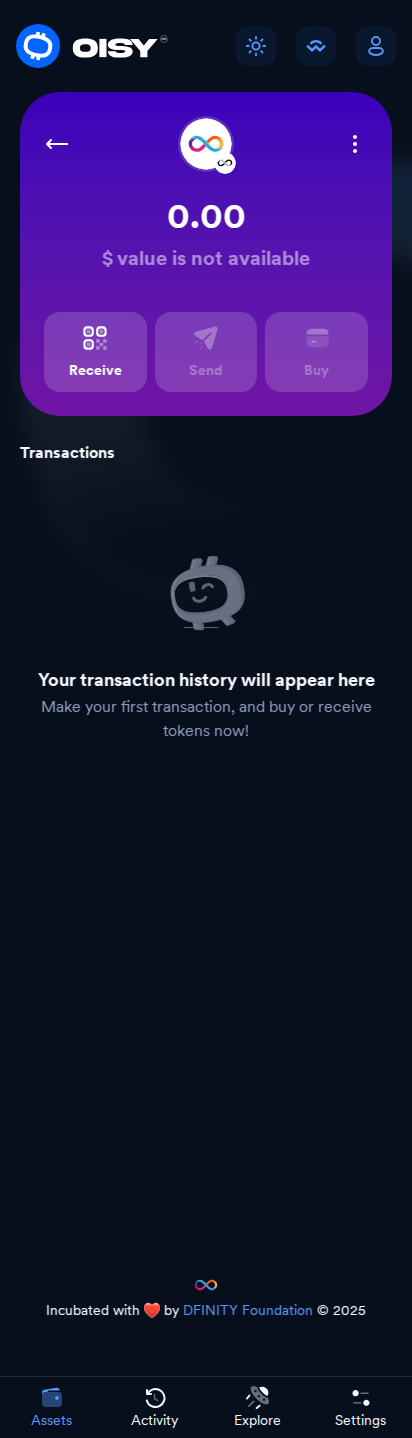 OISY
0.00
$ value is not available
Receive
Send
Buy
Transactions
Your transaction history will appear here
Make your first transaction, and buy or receive
tokens now!
Incubated with ❤️ by DFINITY Foundation © 2025
Assets
Activity
Explore
Settings